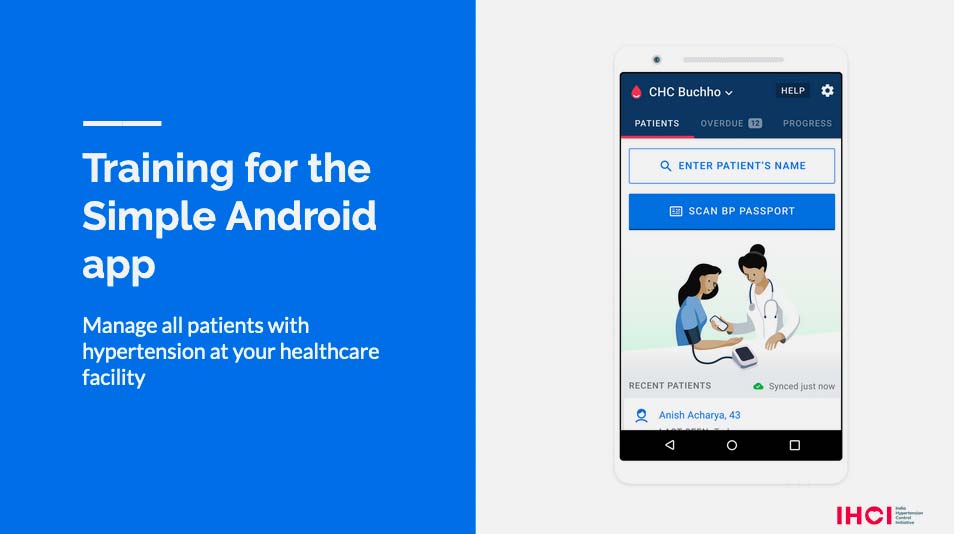 Training for the
Simple Android
app
Manage all patients with
hypertension at your healthcare
facility
CHC Buchho
HELP
PATIENTS
OVERDUE 12
PROGRESS
ENTER PATIENT'S NAME
SCAN BP PASSPORT
RECENT PATIENTS
Synced just now
Anish Acharya, 43
IHCI
India
Hypertension
Control
Initiative